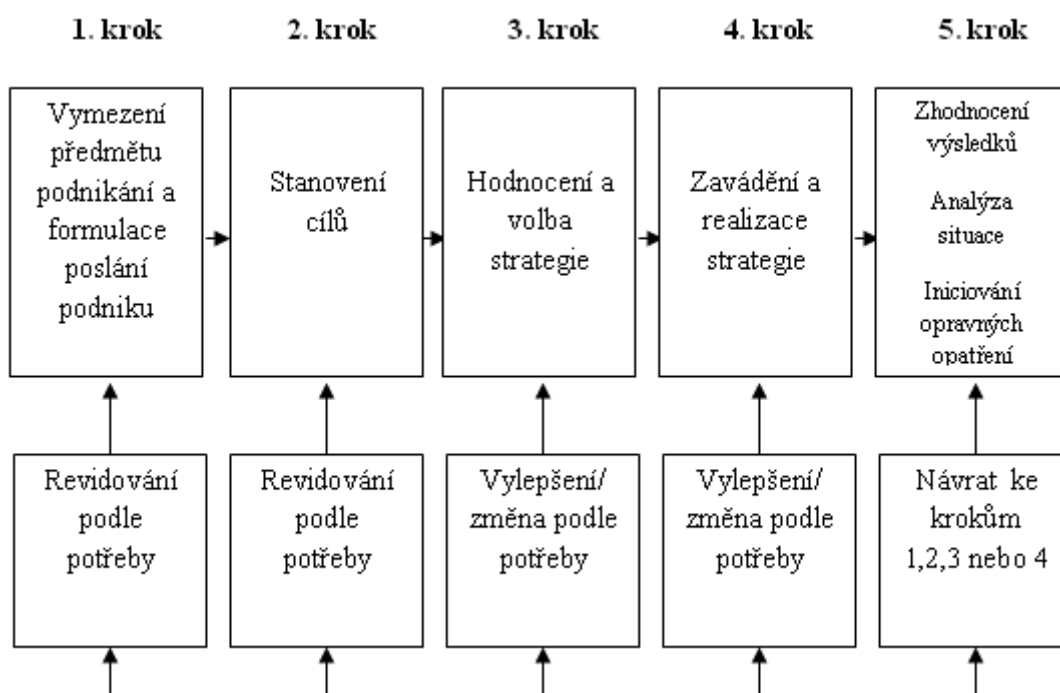 1. krok
2. krok
3. krok
4. krok
5. krok
Vymezení
předmětu
podnikání a
formulace
poslání
podniku
Stanovení
cílů
Hodnocení a
volba
strategie
Zavádění a
realizace
strategie
Zhodnocení
výsledků
Analýza
situace
Iniciování
opravných
opatření
Revidování
podle
potřeby
Revidování
podle
potřeby
Vylepšení/
změna podle
potřeby
Vylepšení/
změna podle
potřeby
Návrat ke
krokům
1,2,3 nebo 4